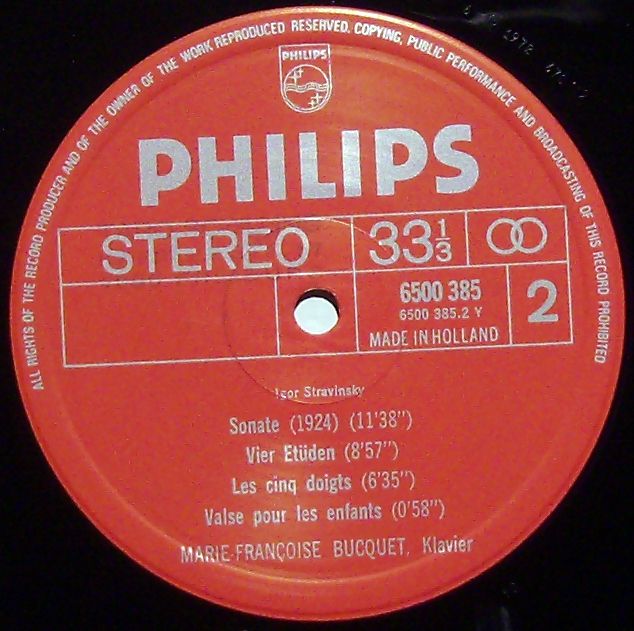 ALL RIGHTS OF THE RECORD PRODUCER AND OF THE OWNER OF THE WORK REPRODUCED RESERVED. COPYING, PUBLIC PERFORMANCE AND BROADCASTING OF THIS RECORD PROHIBITED
PHILIPS
PHILIPS
STEREO
33 1/3
6500 385
6500 385.2 Y
2
MADE IN HOLLAND
Igor Stravinsky
Sonate (1924) (11'38")
Vier Etüden (8'57")
Les cinq doigts (6'35")
Valse pour les enfants (0'58")
MARIE-FRANÇOISE BUCQUET, Klavier